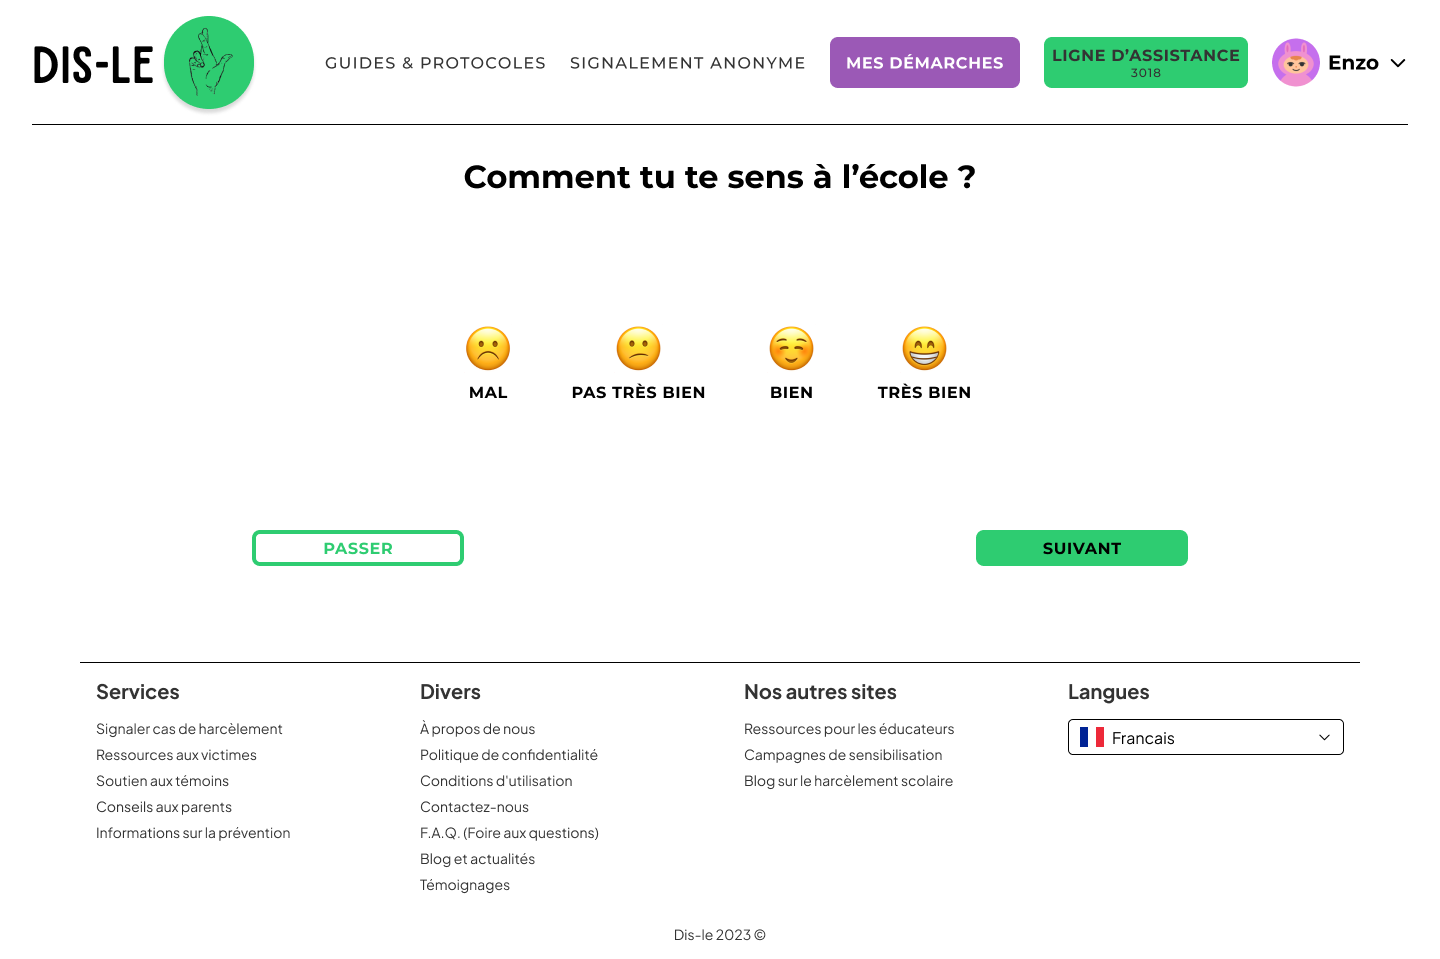 DIS-LE
GUIDES & PROTOCOLES
SIGNALEMENT ANONYME
MES DÉMARCHES
LIGNE D’ASSISTANCE
3018
Enzo
Comment tu te sens à l’école ?
MAL
PAS TRÈS BIEN
BIEN
TRÈS BIEN
PASSER
SUIVANT
Services
Signaler cas de harcèlement
Ressources aux victimes
Soutien aux témoins
Conseils aux parents
Informations sur la prévention
Divers
À propos de nous
Politique de confidentialité
Conditions d'utilisation
Contactez-nous
F.A.Q. (Foire aux questions)
Blog et actualités
Témoignages
Nos autres sites
Ressources pour les éducateurs
Campagnes de sensibilisation
Blog sur le harcèlement scolaire
Langues
Francais
Dis-le 2023 ©